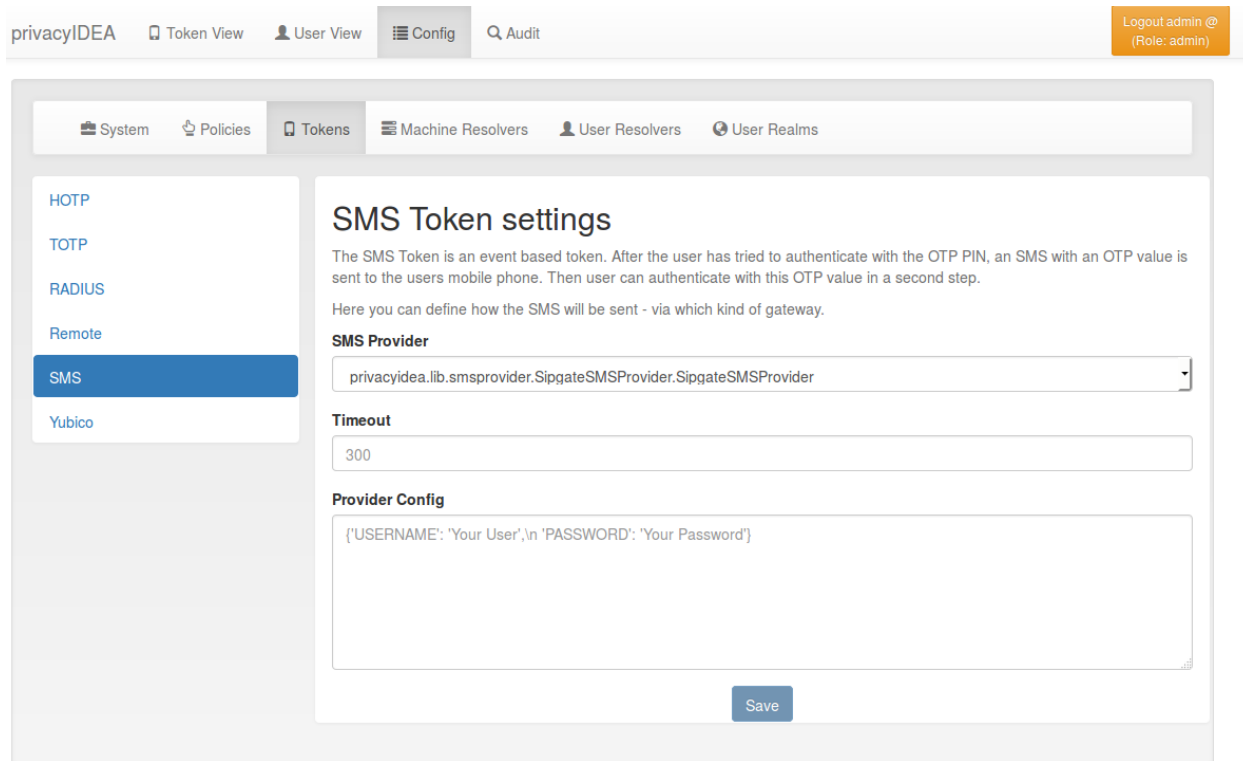 privacyIDEA Token View User View Config Audit Logout admin @
(Role: admin)
System Policies Tokens Machine Resolvers User Resolvers User Realms
HOTP
TOTP
RADIUS
Remote
SMS
Yubico
SMS Token settings
The SMS Token is an event based token. After the user has tried to authenticate with the OTP PIN, an SMS with an OTP value is
sent to the users mobile phone. Then user can authenticate with this OTP value in a second step.
Here you can define how the SMS will be sent - via which kind of gateway.
SMS Provider
privacyidea.lib.smsprovider.SipgateSMSProvider.SipgateSMSProvider
Timeout
300
Provider Config
{'USERNAME': 'Your User',\n 'PASSWORD': 'Your Password'}
Save